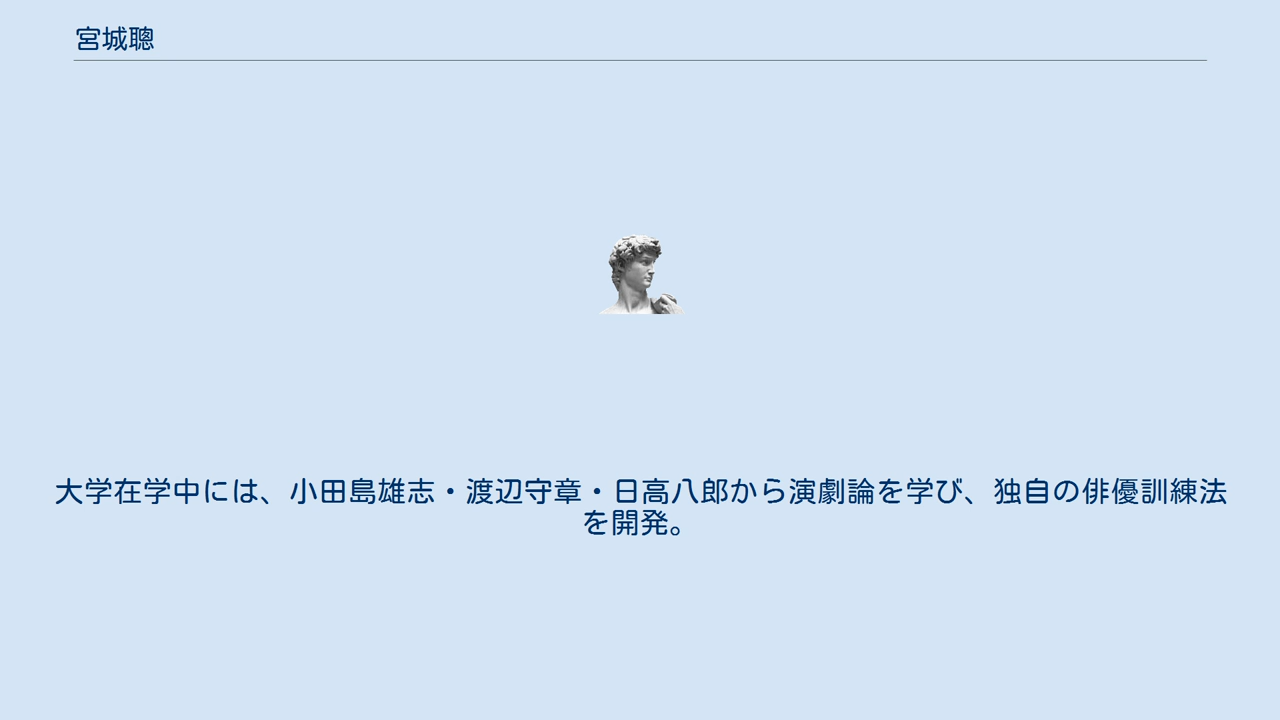 宮城聰
大学在学中には、小田島雄志・渡辺守章・日高八郎から演劇論を学び、独自の俳優訓練法
を開発。